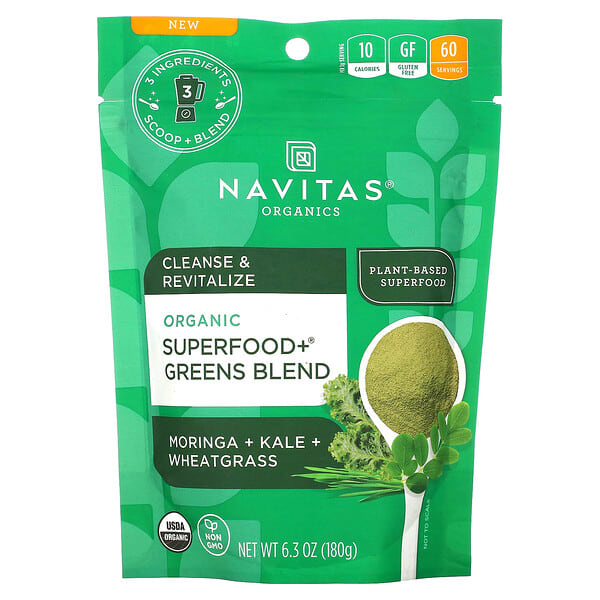 NEW
3 INGREDIENTS
3
SCOOP + BLEND
10
CALORIES
GF
GLUTEN
FREE
60
SERVINGS
NAVITAS®
ORGANICS
CLEANSE &
REVITALIZE
PLANT-BASED
SUPERFOOD
ORGANIC
SUPERFOOD+®
GREENS BLEND
MORINGA + KALE +
WHEATGRASS
USDA
ORGANIC
NON
GMO
NET WT 6.3 OZ (180g)
NOT TO SCALE